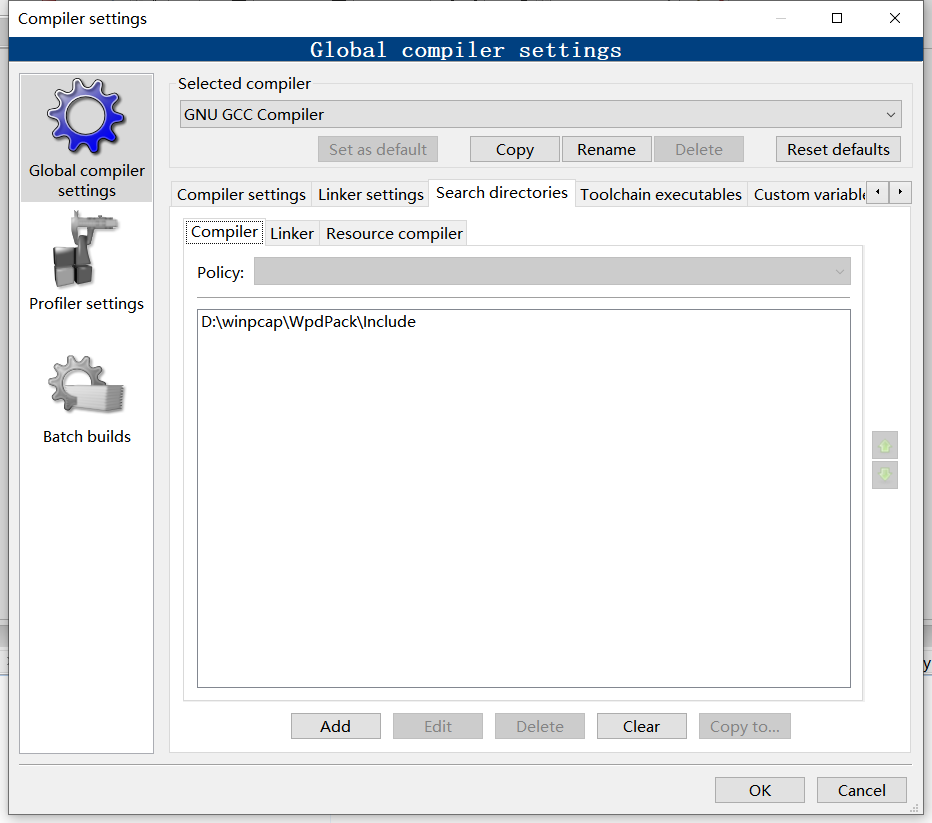 Compiler settings
Global compiler settings
Global compiler
settings
Profiler settings
Batch builds
Selected compiler
GNU GCC Compiler
Set as default
Copy
Rename
Delete
Reset defaults
Compiler settings
Linker settings
Search directories
Toolchain executables
Custom variable
Compiler
Linker
Resource compiler
Policy:
D:\winpcap\WpdPack\Include
Add
Edit
Delete
Clear
Copy to...
OK
Cancel
y